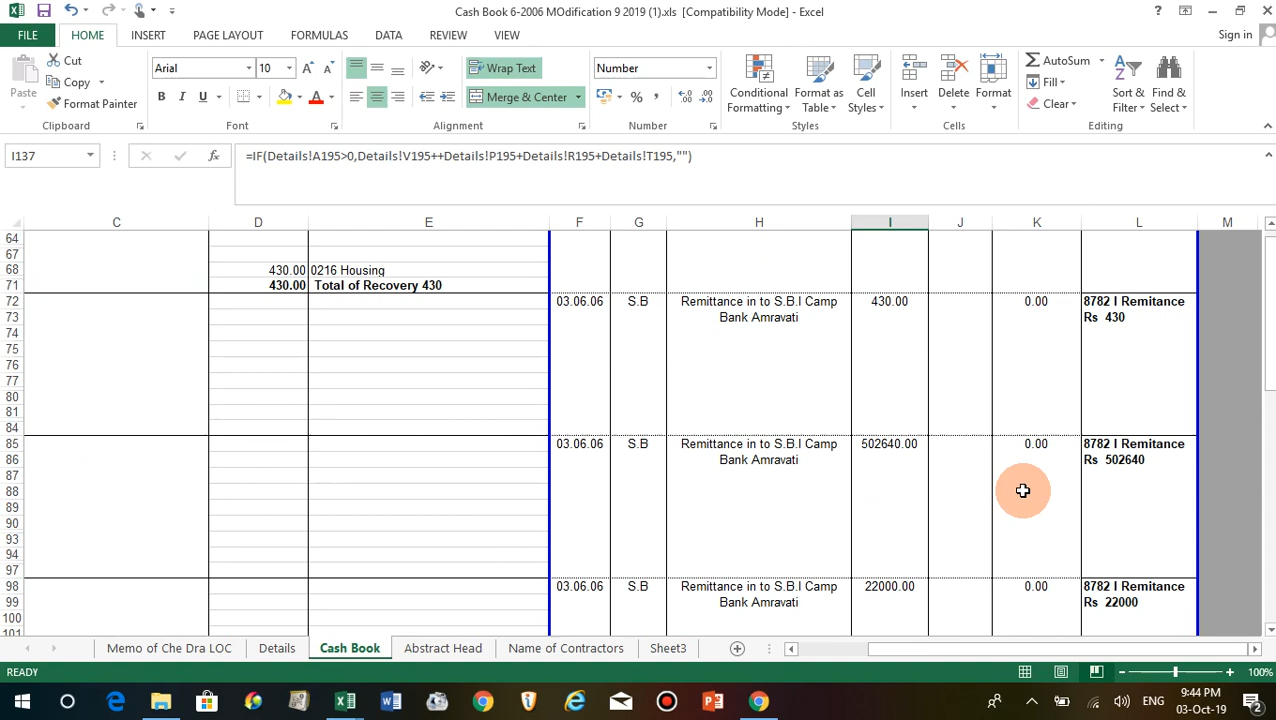 Cash Book 6-2006 MOdification 9 2019 (1).xls [Compatibility Mode] - Excel
FILE HOME INSERT PAGE LAYOUT FORMULAS DATA REVIEW VIEW Sign in
Paste Cut Copy Format Painter
Arial 10
B I U
Wrap Text
Merge & Center
Number
Conditional Formatting Format as Table Cell Styles
Insert Delete Format
AutoSum Fill Clear
Sort & Filter Find & Select
Clipboard Font Alignment Number Styles Cells Editing
I137 fx =IF(Details!A195>0,Details!V195++Details!P195+Details!R195+Details!T195,"")
C D E F G H I J K L M
64
67
68 430.00 0216 Housing
71 430.00 Total of Recovery 430
72 03.06.06 S.B Remittance in to S.B.I Camp 430.00 0.00 8782 I Remitance
73 Bank Amravati Rs 430
74
75
76
77
80
81
84
85 03.06.06 S.B Remittance in to S.B.I Camp 502640.00 0.00 8782 I Remittance
86 Bank Amravati Rs 502640
87
88
89
90
93
94
97
98 03.06.06 S.B Remittance in to S.B.I Camp 22000.00 0.00 8782 I Remittance
99 Bank Amravati Rs 22000
100
101
Memo of Che Dra LOC Details Cash Book Abstract Head Name of Contractors Sheet3
READY 100%
ENG 9:44 PM
03-Oct-19 2